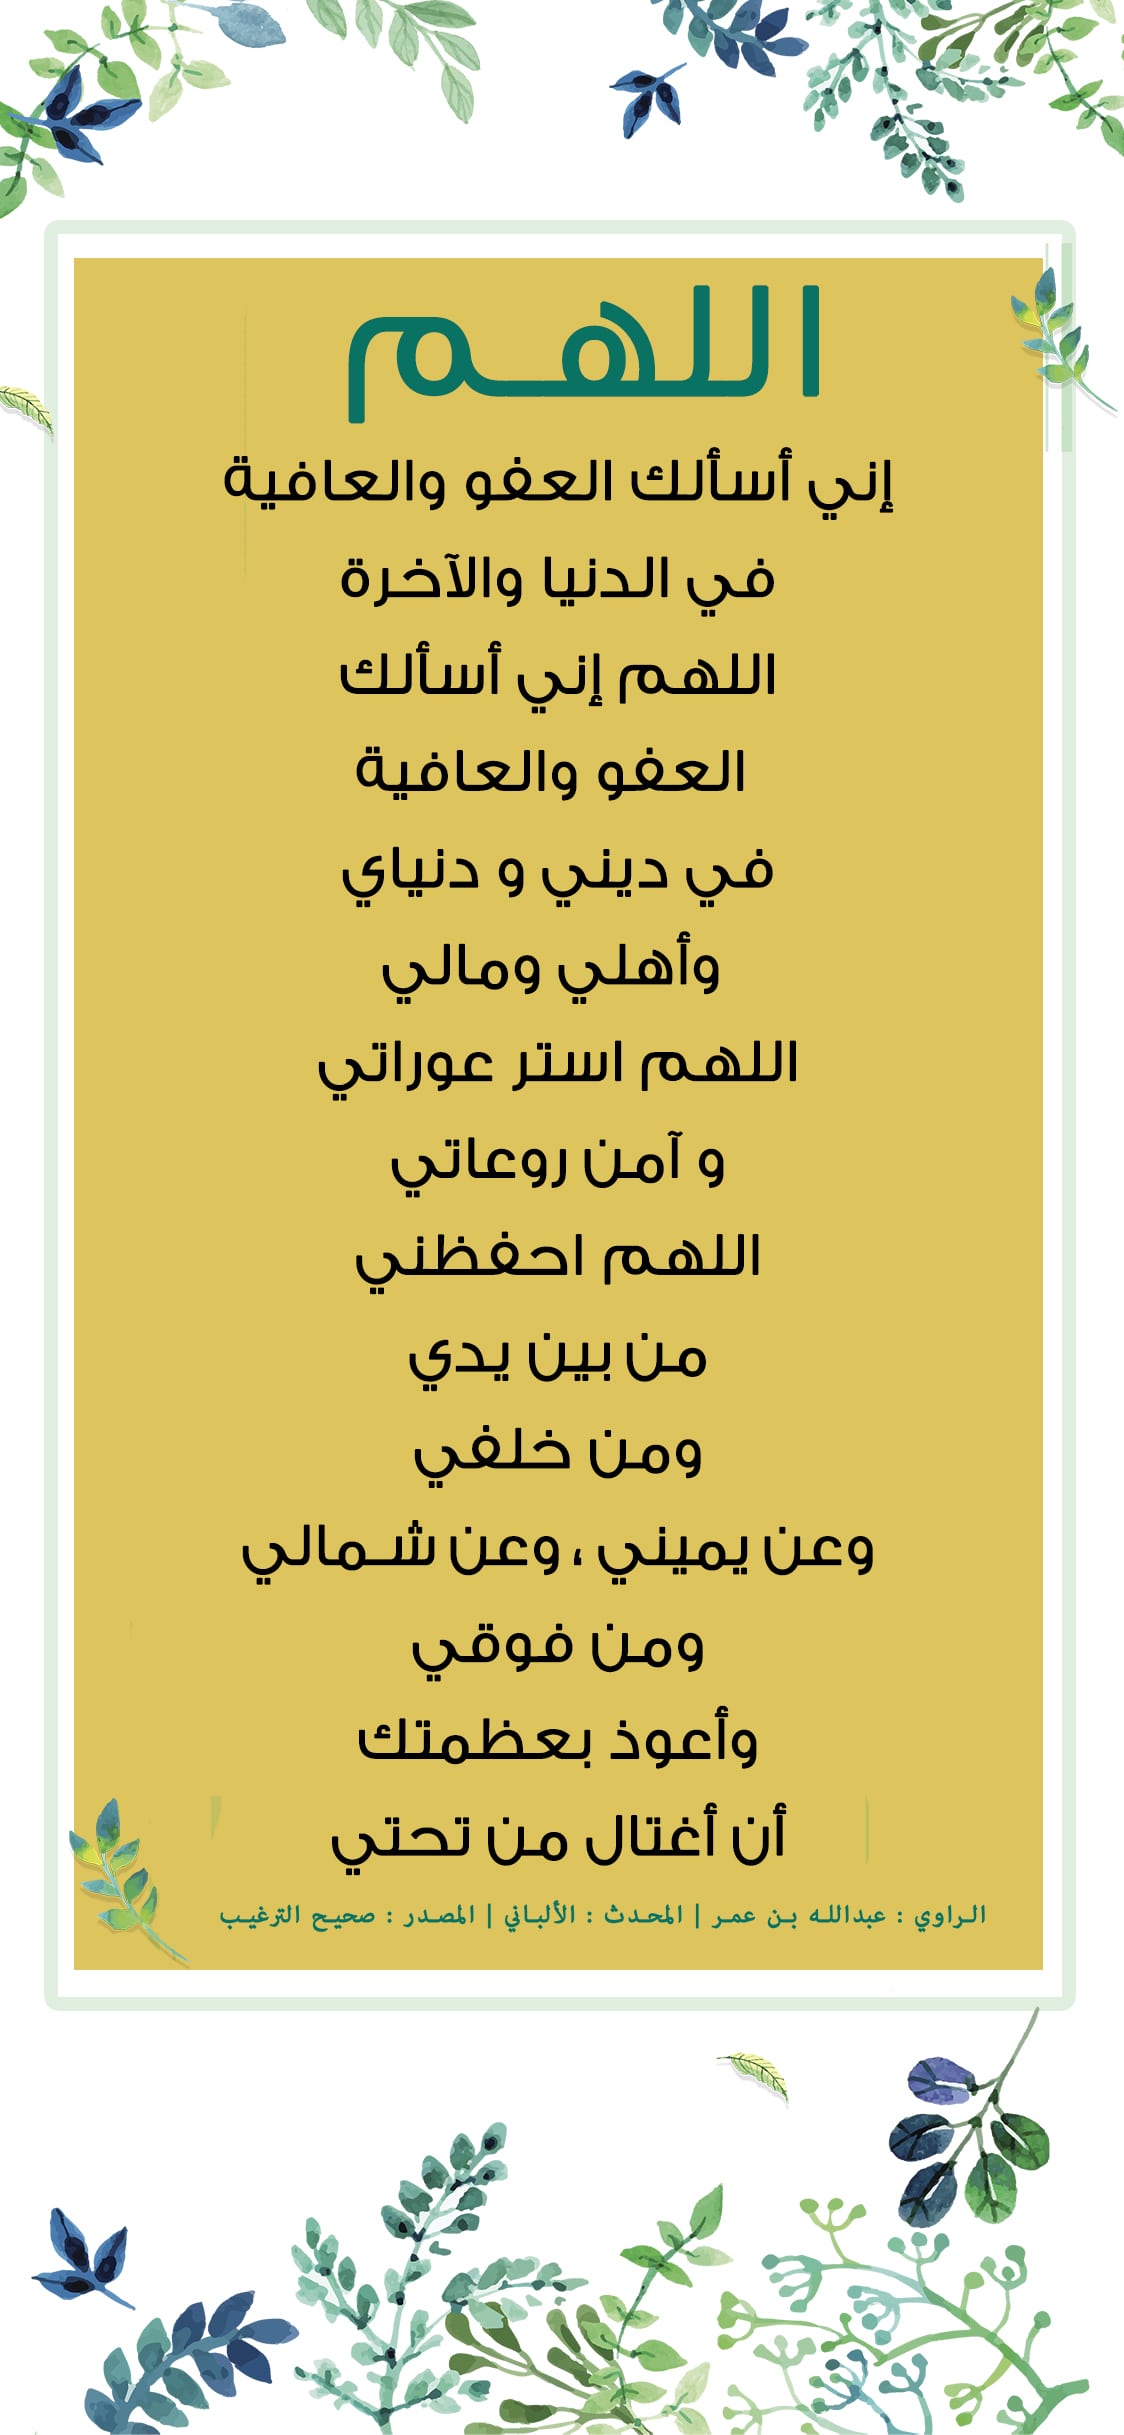 اللهم
إني أسألك العفو والعافية
في الدنيا والآخرة
اللهم إني أسألك
العفو والعافية
في ديني و دنياي
وأهلي ومالي
اللهم استر عوراتي
و آمن روعاتي
اللهم احفظني
من بين يدي
ومن خلفي
وعن يميني ، وعن شمالي
ومن فوقي
وأعوذ بعظمتك
أن أغتال من تحتي
الراوي : عبدالله بن عمر | المحدث : الألباني | المصدر : صحيح الترغيب